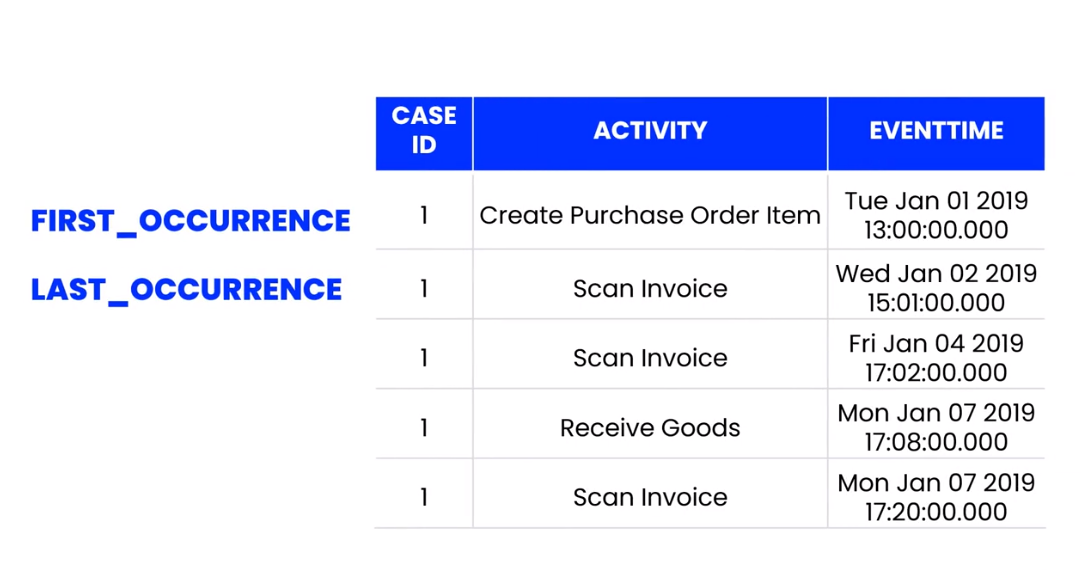 CASE ID ACTIVITY EVENTTIME
FIRST_OCCURRENCE 1 Create Purchase Order Item Tue Jan 01 2019 13:00:00.000
LAST_OCCURRENCE 1 Scan Invoice Wed Jan 02 2019 15:01:00.000
1 Scan Invoice Fri Jan 04 2019 17:02:00.000
1 Receive Goods Mon Jan 07 2019 17:08:00.000
1 Scan Invoice Mon Jan 07 2019 17:20:00.000